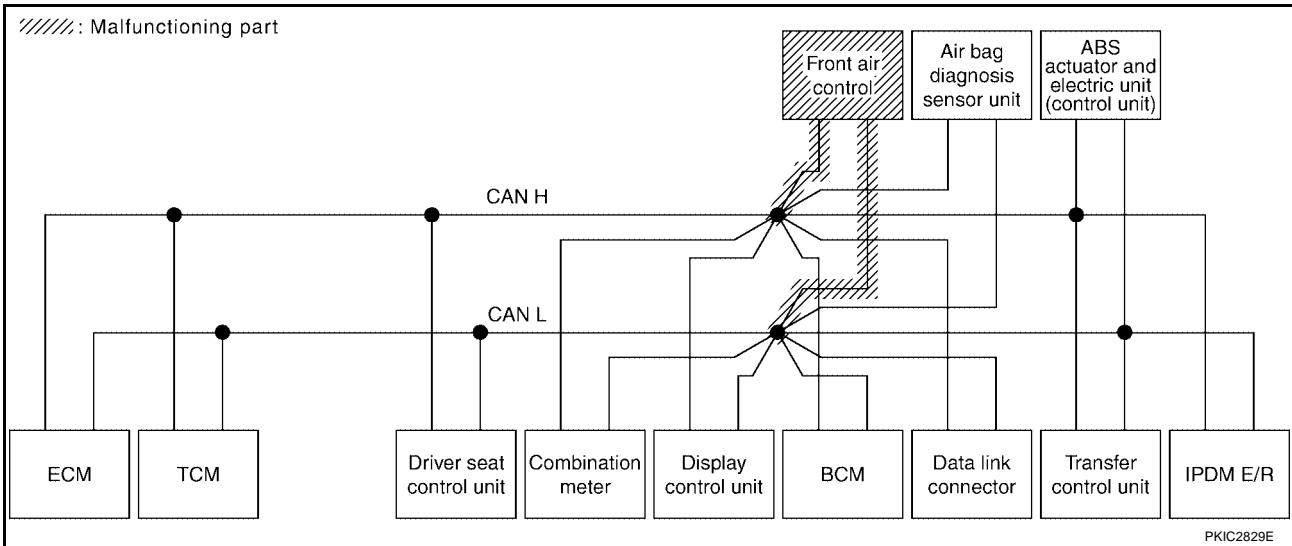 : Malfunctioning part
Front air
control
Air bag
diagnosis
sensor unit
ABS
actuator and
electric unit
(control unit)
CAN H
CAN L
ECM
TCM
Driver seat
control unit
Combination
meter
Display
control unit
BCM
Data link
connector
Transfer
control unit
IPDM E/R
PKIC2829E